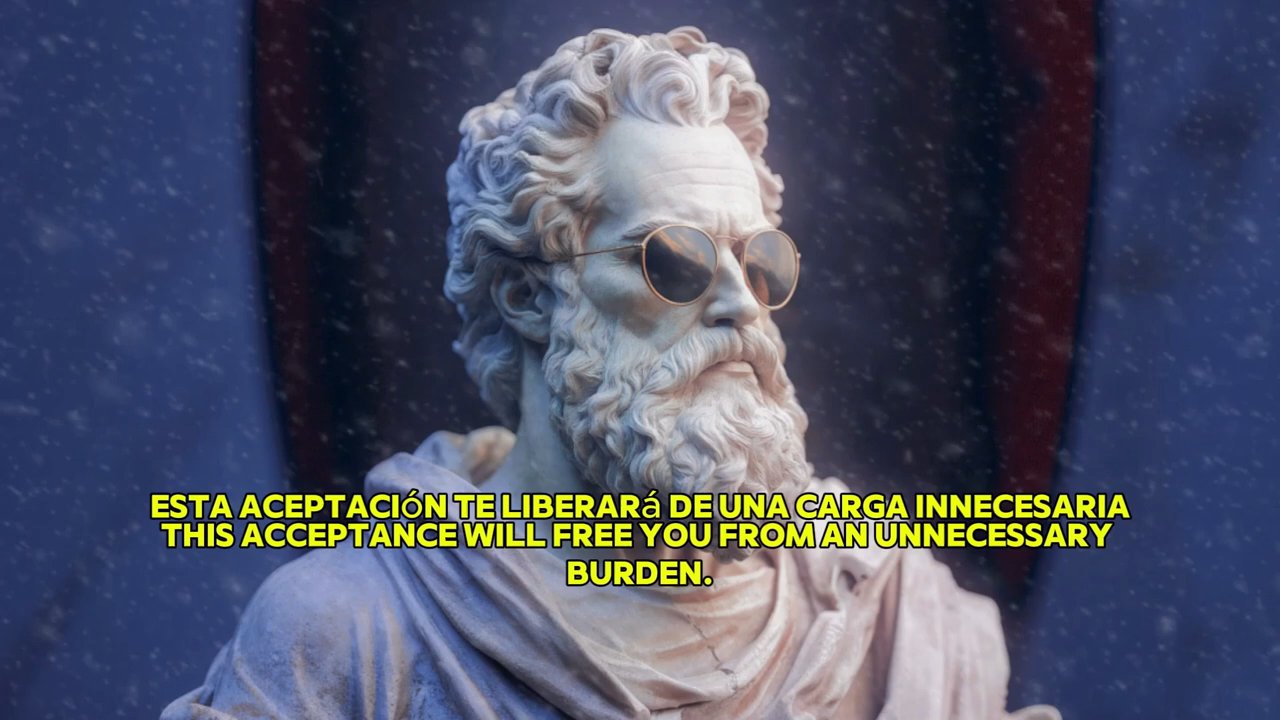 ESTA ACEPTACIóN TE LIBERARá DE UNA CARGA INNECESARIA
THIS ACCEPTANCE WILL FREE YOU FROM AN UNNECESSARY
BURDEN.